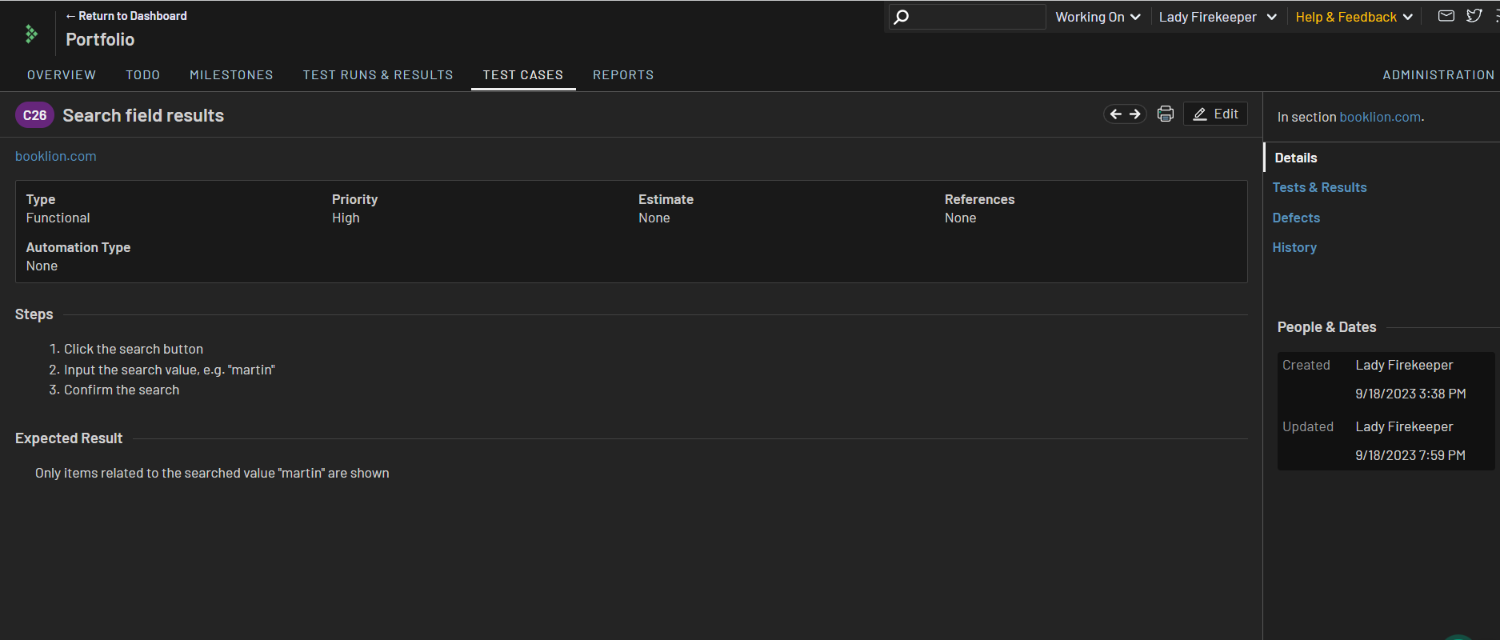 ← Return to Dashboard
Portfolio
Working On
Lady Firekeeper
Help & Feedback
OVERVIEW
TODO
MILESTONES
TEST RUNS & RESULTS
TEST CASES
REPORTS
ADMINISTRATION
C26
Search field results
Edit
booklion.com
Type
Functional
Priority
High
Estimate
None
References
None
Automation Type
None
Steps
1. Click the search button
2. Input the search value, e.g. "martin"
3. Confirm the search
Expected Result
Only items related to the searched value "martin" are shown
In section booklion.com.
Details
Tests & Results
Defects
History
People & Dates
Created
Lady Firekeeper
9/18/2023 3:38 PM
Updated
Lady Firekeeper
9/18/2023 7:59 PM